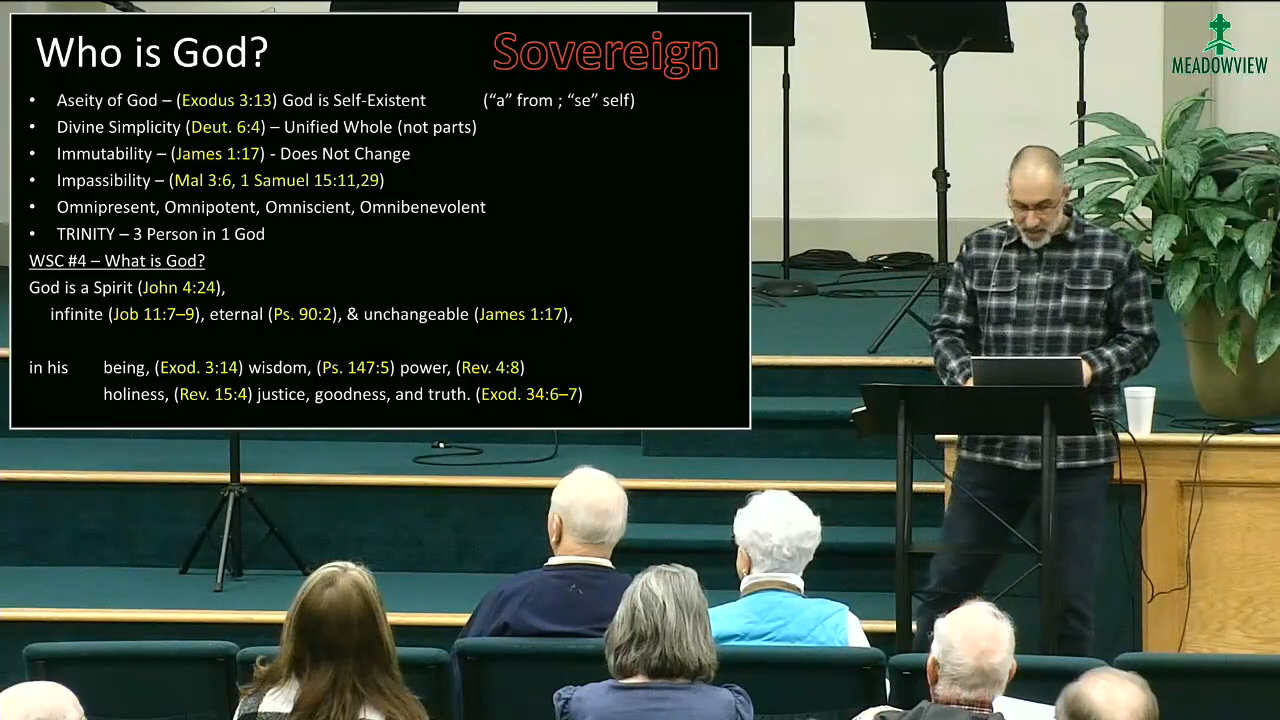 Who is God?
Sovereign
• Aseity of God – (Exodus 3:13) God is Self-Existent ("a" from ; "se" self)
• Divine Simplicity (Deut. 6:4) – Unified Whole (not parts)
• Immutability – (James 1:17) - Does Not Change
• Impassibility – (Mal 3:6, 1 Samuel 15:11,29)
• Omnipresent, Omnipotent, Omniscient, Omnibenevolent
• TRINITY – 3 Person in 1 God
WSC #4 – What is God?
God is a Spirit (John 4:24),
infinite (Job 11:7–9), eternal (Ps. 90:2), & unchangeable (James 1:17),
in his being, (Exod. 3:14) wisdom, (Ps. 147:5) power, (Rev. 4:8)
holiness, (Rev. 15:4) justice, goodness, and truth. (Exod. 34:6–7)
MEADOWVIEW